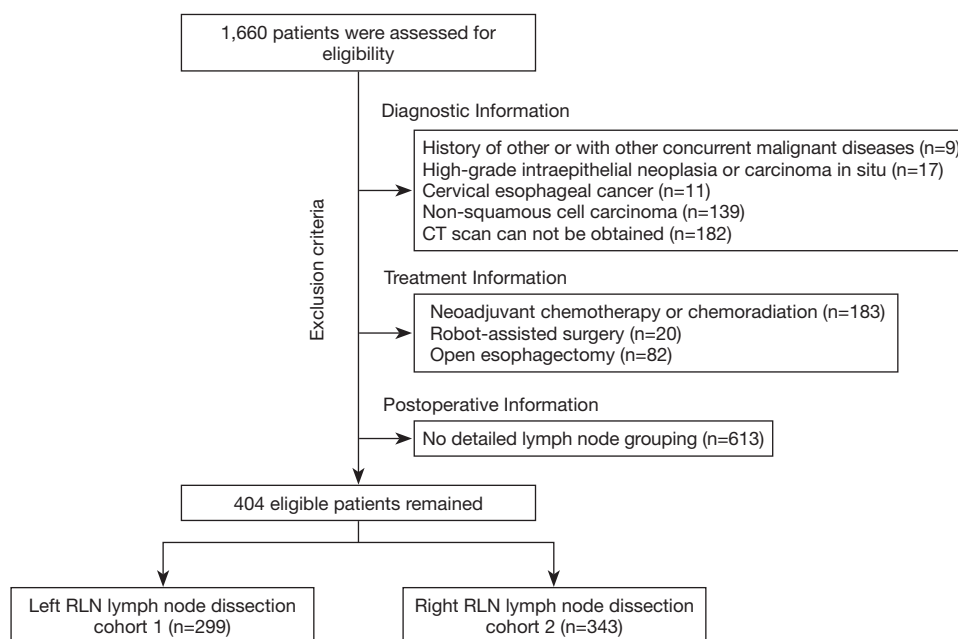 1,660 patients were assessed for
eligibility
Exclusion criteria
Diagnostic Information
History of other or with other concurrent malignant diseases (n=9)
High-grade intraepithelial neoplasia or carcinoma in situ (n=17)
Cervical esophageal cancer (n=11)
Non-squamous cell carcinoma (n=139)
CT scan can not be obtained (n=182)
Treatment Information
Neoadjuvant chemotherapy or chemoradiation (n=183)
Robot-assisted surgery (n=20)
Open esophagectomy (n=82)
Postoperative Information
No detailed lymph node grouping (n=613)
404 eligible patients remained
Left RLN lymph node dissection
cohort 1 (n=299)
Right RLN lymph node dissection
cohort 2 (n=343)